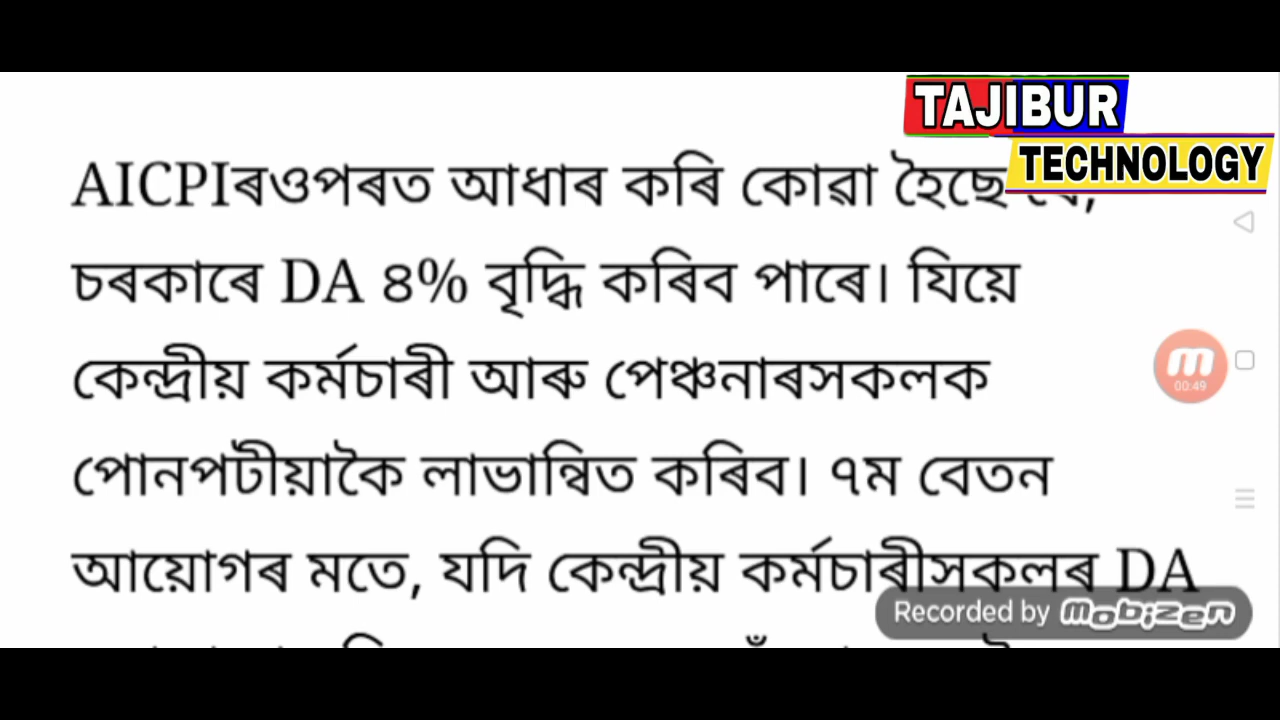 TAJIBUR
TECHNOLOGY
AICPIৰওপৰত আধাৰ কৰি কোৱা হৈছে
চৰকাৰে DA ৪% বৃদ্ধি কৰিব পাৰে। যিয়ে
কেন্দ্ৰীয় কৰ্মচাৰী আৰু পেঞ্চনাৰসকলক
00:49
পোনপটীয়াকৈ লাভান্বিত কৰিব। ৭ম বেতন
আয়োগৰ মতে, যদি কেন্দ্ৰীয় কৰ্মচাৰীসকলৰ DA
Recorded by mobizen